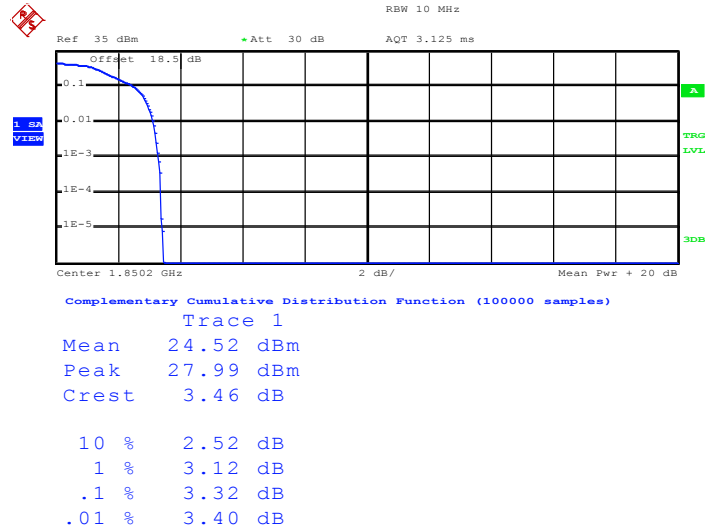 RBW 10 MHz
Ref 35 dBm * Att 30 dB AQT 3.125 ms
Offset 18.5 dB
0.1
A
0.01
1 SA
VIEW
TRG
LVL
1E-3
1E-4
1E-5
3DB
Center 1.8502 GHz 2 dB/ Mean Pwr + 20 dB
Complementary Cumulative Distribution Function (100000 samples)
Trace 1
Mean 24.52 dBm
Peak 27.99 dBm
Crest 3.46 dB
10 % 2.52 dB
1 % 3.12 dB
.1 % 3.32 dB
.01 % 3.40 dB